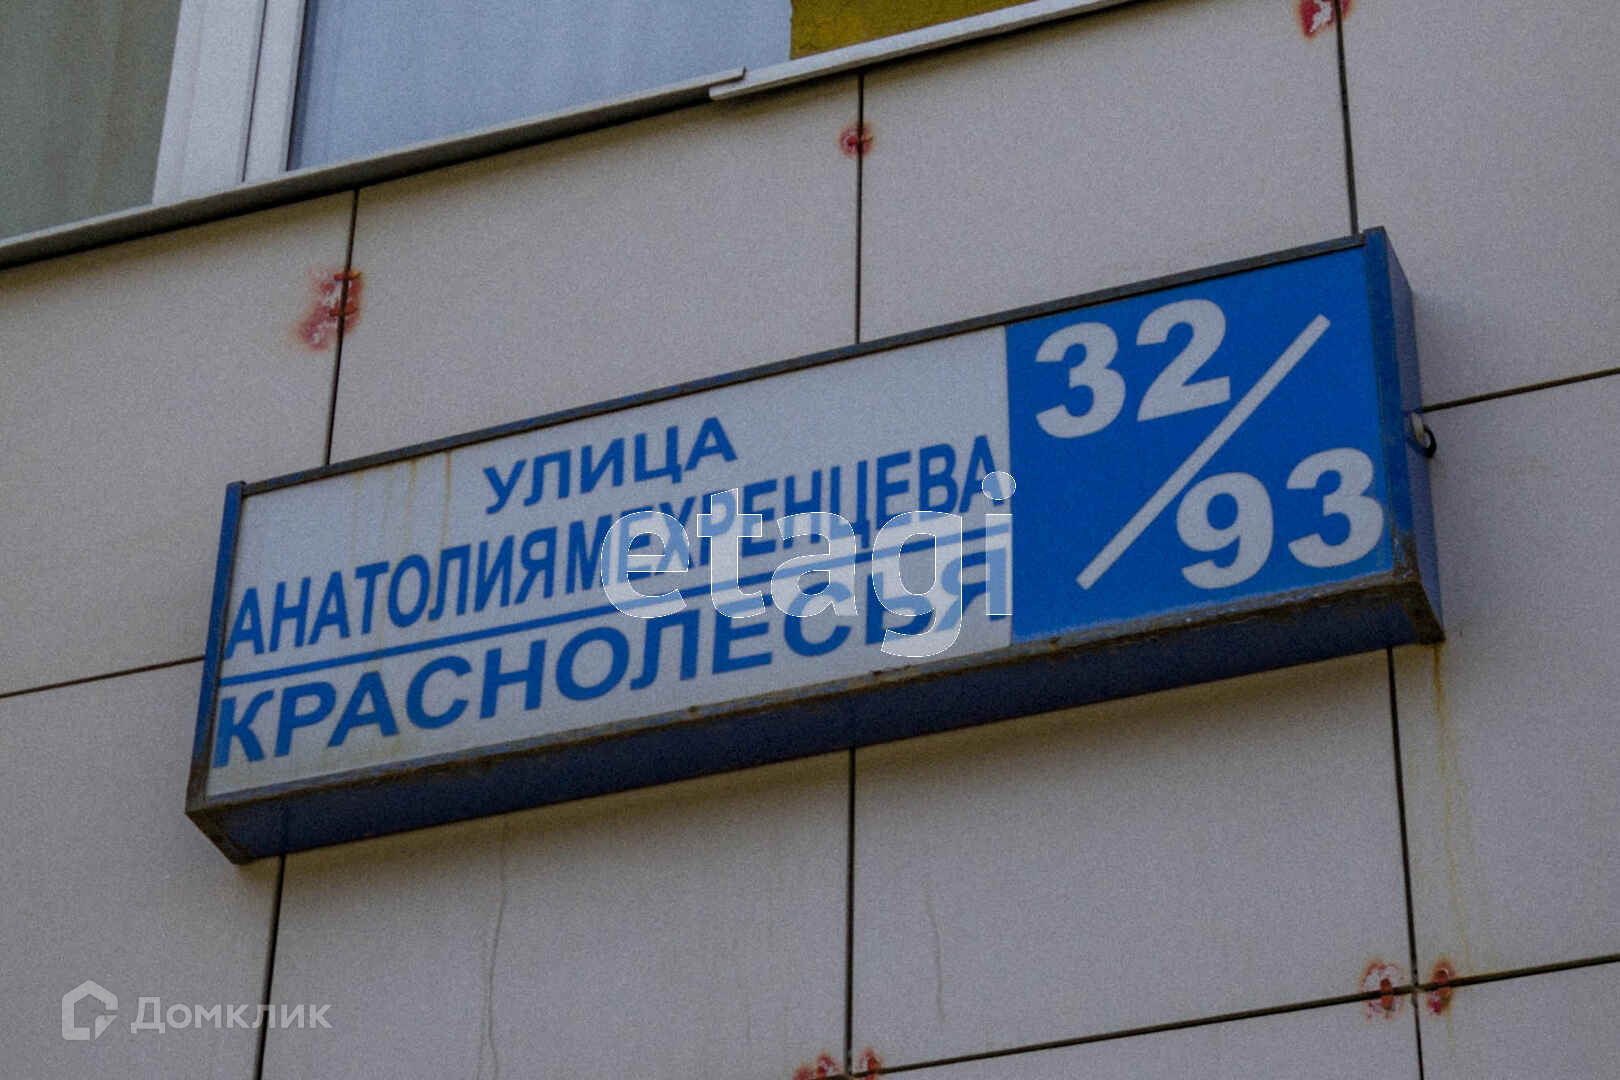 УЛИЦА
АНАТОЛИЯ МЕХРЕНЦЕВА
КРАСНОЛЕСЬЯ
32/93
etagi
Домклик